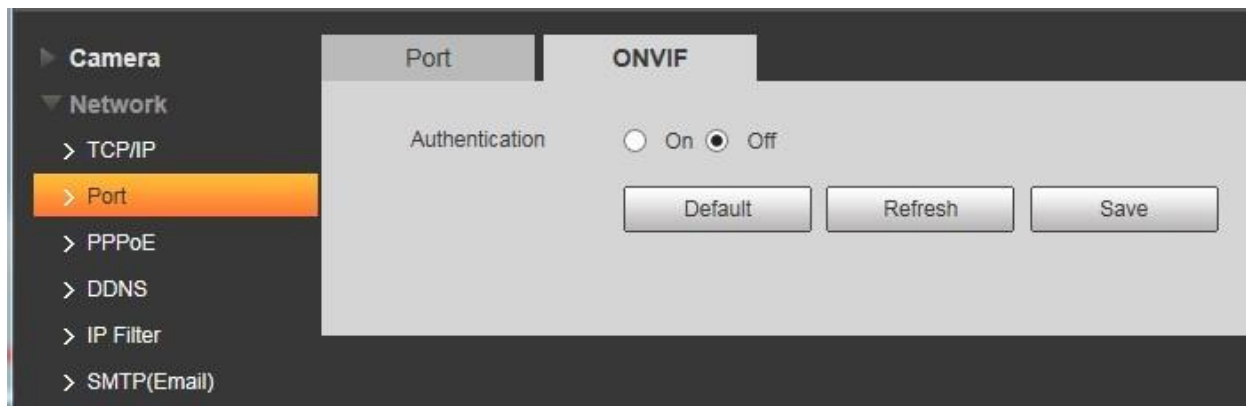 Camera
Network
TCP/IP
Port
PPPoE
DDNS
IP Filter
SMTP(Email)
Port ONVIF
Authentication On Off
Default Refresh Save